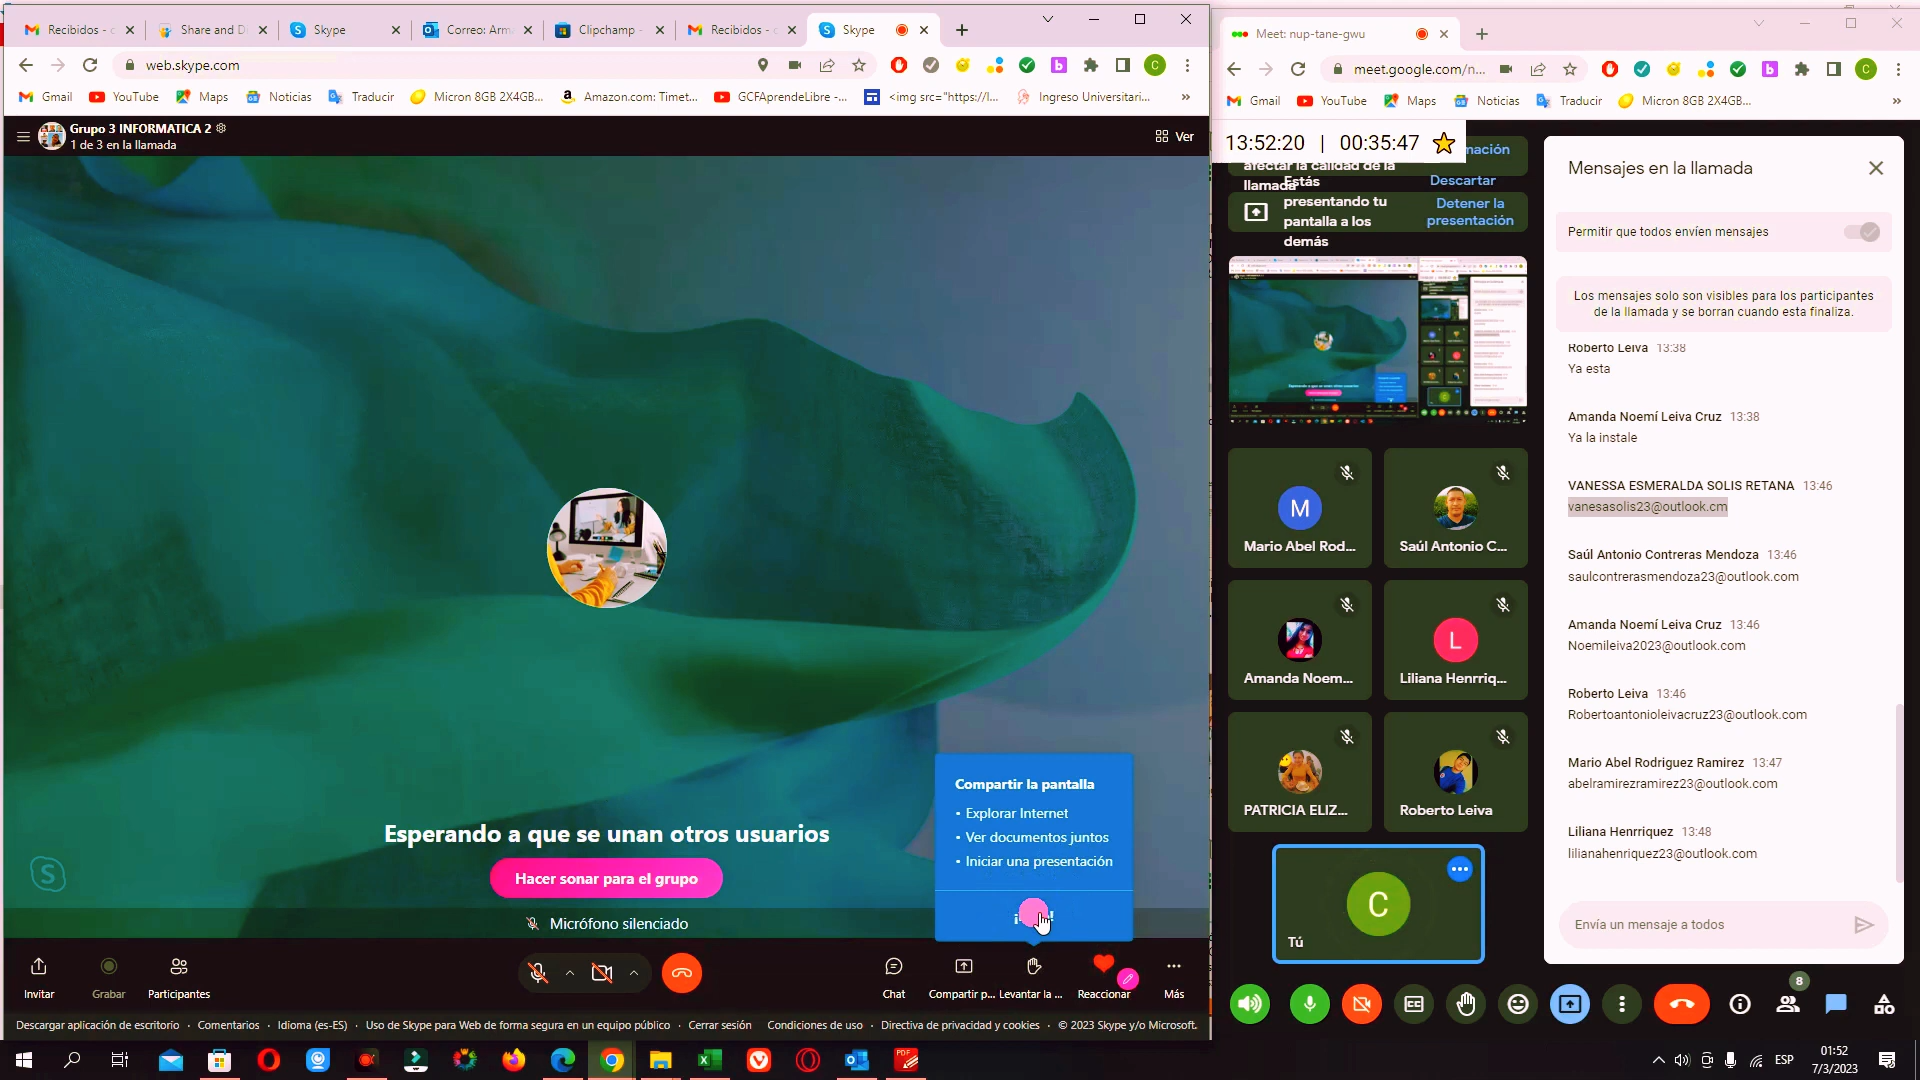 Recibidos - c
Share and D
Skype
Correo: Arm
Clipchamp -
Recibidos - c
Skype
web.skype.com
C
Gmail
YouTube
Maps
Noticias
Traducir
Micron 8GB 2X4GB...
Amazon.com: Timet...
GCFAprendeLibre -...
<img src="https://l...
Ingreso Universitari...
»
Grupo 3 INFORMATICA 2
1 de 3 en la llamada
Ver
Esperando a que se unan otros usuarios
Hacer sonar para el grupo
Micrófono silenciado
Compartir la pantalla
• Explorar Internet
• Ver documentos juntos
• Iniciar una presentación
Invitar
Grabar
Participantes
Chat
Compartir p...
Levantar la ...
Reaccionar
Más
Descargar aplicación de escritorio · Comentarios · Idioma (es-ES) · Uso de Skype para Web de forma segura en un equipo público · Cerrar sesión
Condiciones de uso · Directiva de privacidad y cookies · © 2023 Skype y/o Microsoft.
Meet: nup-tane-gwu
meet.google.com/n...
C
Gmail
YouTube
Maps
Noticias
Traducir
Micron 8GB 2X4GB...
»
13:52:20 | 00:35:47
mación
afectar la calidad de la
llamada
Descartar
Estás
presentando tu
pantalla a los
demás
Detener la
presentación
M
Mario Abel Rod...
Saúl Antonio C...
Amanda Noem...
L
Liliana Henrriq...
PATRICIA ELIZ...
Roberto Leiva
C
Tú
Mensajes en la llamada
Permitir que todos envíen mensajes
Los mensajes solo son visibles para los participantes
de la llamada y se borran cuando esta finaliza.
Roberto Leiva 13:38
Ya esta
Amanda Noemí Leiva Cruz 13:38
Ya la instale
VANESSA ESMERALDA SOLIS RETANA 13:46
vanesasolis23@outlook.cm
Saúl Antonio Contreras Mendoza 13:46
saulcontrerasmendoza23@outlook.com
Amanda Noemí Leiva Cruz 13:46
Noemileiva2023@outlook.com
Roberto Leiva 13:46
Robertoantonioleivacruz23@outlook.com
Mario Abel Rodriguez Ramirez 13:47
abelramirezramirez23@outlook.com
Liliana Henrriquez 13:48
lilianahenriquez23@outlook.com
Envía un mensaje a todos
8
ESP
01:52
7/3/2023